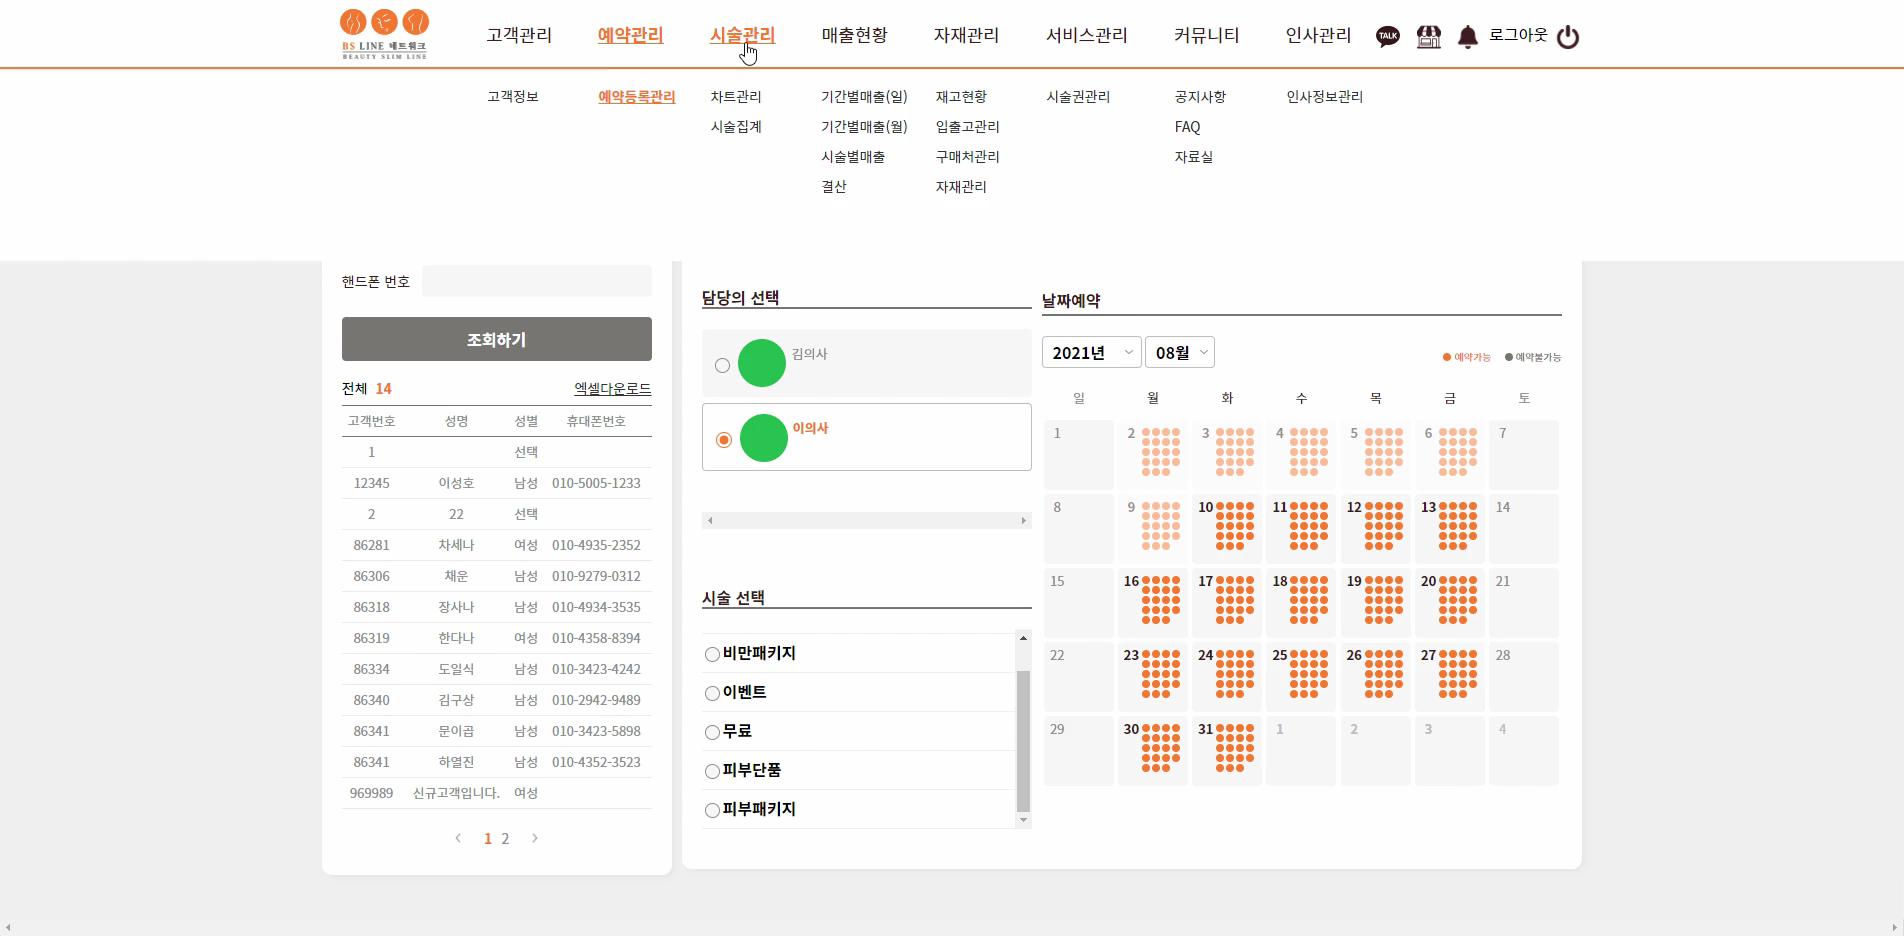 BS LINE 네트워크
BEAUTY SLIM LINE
고객관리 예약관리 시술관리 매출현황 자재관리 서비스관리 커뮤니티 인사관리 TALK 로그아웃
고객정보 예약등록관리 차트관리 기간별매출(일) 재고현황 시술권관리 공지사항 인사정보관리
시술집계 기간별매출(월) 입출고관리 FAQ
시술별매출 구매처관리 자료실
결산 자재관리
핸드폰 번호
조회하기
전체 14 엑셀다운로드
고객번호 성명 성별 휴대폰번호
1 선택
12345 이성호 남성 010-5005-1233
2 22 선택
86281 차세나 여성 010-4935-2352
86306 채운 남성 010-9279-0312
86318 장사나 남성 010-4934-3535
86319 한다나 여성 010-4358-8394
86334 도일식 남성 010-3423-4242
86340 김구상 남성 010-2942-9489
86341 문이곱 남성 010-3423-5898
86341 하열진 남성 010-4352-3523
969989 신규고객입니다. 여성
1 2
담당의 선택
김의사
이의사
시술 선택
비만패키지
이벤트
무료
피부단품
피부패키지
날짜예약
2021년 08월
예약가능 예약불가능
일 월 화 수 목 금 토
1 2 3 4 5 6 7
8 9 10 11 12 13 14
15 16 17 18 19 20 21
22 23 24 25 26 27 28
29 30 31 1 2 3 4